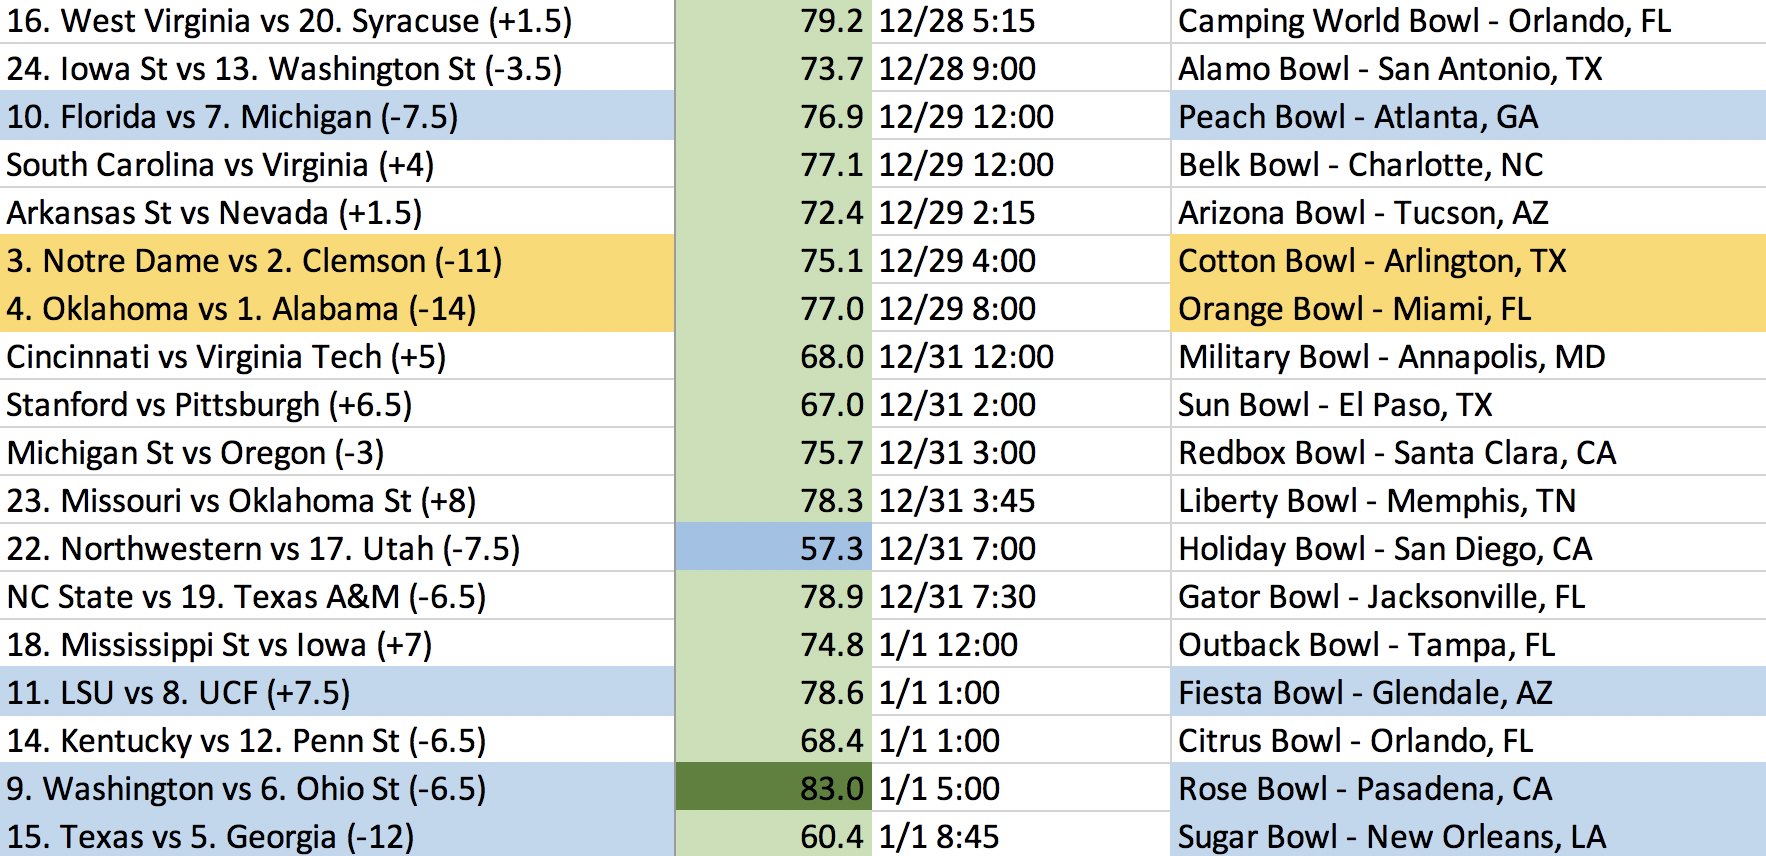 16. West Virginia vs 20. Syracuse (+1.5) 79.2 12/28 5:15 Camping World Bowl - Orlando, FL
24. Iowa St vs 13. Washington St (-3.5) 73.7 12/28 9:00 Alamo Bowl - San Antonio, TX
10. Florida vs 7. Michigan (-7.5) 76.9 12/29 12:00 Peach Bowl - Atlanta, GA
South Carolina vs Virginia (+4) 77.1 12/29 12:00 Belk Bowl - Charlotte, NC
Arkansas St vs Nevada (+1.5) 72.4 12/29 2:15 Arizona Bowl - Tucson, AZ
3. Notre Dame vs 2. Clemson (-11) 75.1 12/29 4:00 Cotton Bowl - Arlington, TX
4. Oklahoma vs 1. Alabama (-14) 77.0 12/29 8:00 Orange Bowl - Miami, FL
Cincinnati vs Virginia Tech (+5) 68.0 12/31 12:00 Military Bowl - Annapolis, MD
Stanford vs Pittsburgh (+6.5) 67.0 12/31 2:00 Sun Bowl - El Paso, TX
Michigan St vs Oregon (-3) 75.7 12/31 3:00 Redbox Bowl - Santa Clara, CA
23. Missouri vs Oklahoma St (+8) 78.3 12/31 3:45 Liberty Bowl - Memphis, TN
22. Northwestern vs 17. Utah (-7.5) 57.3 12/31 7:00 Holiday Bowl - San Diego, CA
NC State vs 19. Texas A&M (-6.5) 78.9 12/31 7:30 Gator Bowl - Jacksonville, FL
18. Mississippi St vs Iowa (+7) 74.8 1/1 12:00 Outback Bowl - Tampa, FL
11. LSU vs 8. UCF (+7.5) 78.6 1/1 1:00 Fiesta Bowl - Glendale, AZ
14. Kentucky vs 12. Penn St (-6.5) 68.4 1/1 1:00 Citrus Bowl - Orlando, FL
9. Washington vs 6. Ohio St (-6.5) 83.0 1/1 5:00 Rose Bowl - Pasadena, CA
15. Texas vs 5. Georgia (-12) 60.4 1/1 8:45 Sugar Bowl - New Orleans, LA